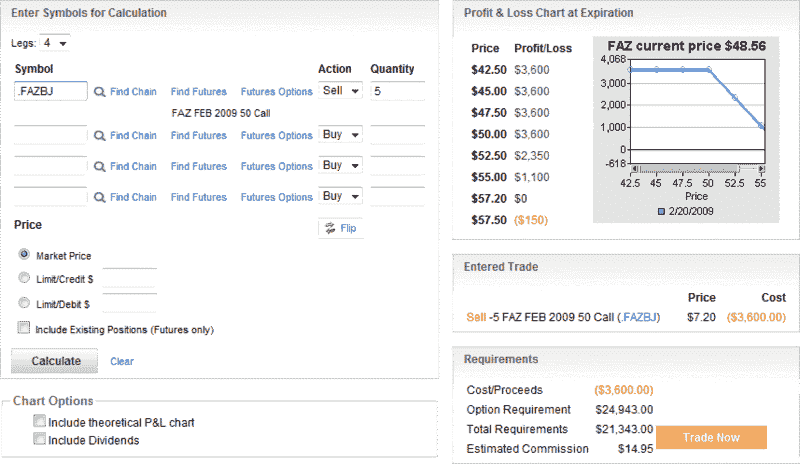 Enter Symbols for Calculation
Legs: 4
Symbol Action Quantity
.FAZBJ Find Chain Find Futures Futures Options Sell 5
FAZ FEB 2009 50 Call
Find Chain Find Futures Futures Options Buy
Find Chain Find Futures Futures Options Buy
Find Chain Find Futures Futures Options Buy
Price
Flip
Market Price
Limit/Credit $
Limit/Debit $
Include Existing Positions (Futures only)
Calculate Clear
Chart Options
Include theoretical P&L chart
Include Dividends
Profit & Loss Chart at Expiration
Price Profit/Loss
$42.50 $3,600
$45.00 $3,600
$47.50 $3,600
$50.00 $3,600
$52.50 $2,350
$55.00 $1,100
$57.20 $0
$57.50 ($150)
FAZ current price $48.56
4,068
3,000
2,000
1,000
0
-618
42.5 45 47.5 50 52.5 55
Price
2/20/2009
Entered Trade
Price Cost
Sell -5 FAZ FEB 2009 50 Call (.FAZBJ) $7.20 ($3,600.00)
Requirements
Cost/Proceeds ($3,600.00)
Option Requirement $24,943.00
Total Requirements $21,343.00
Estimated Commission $14.95
Trade Now